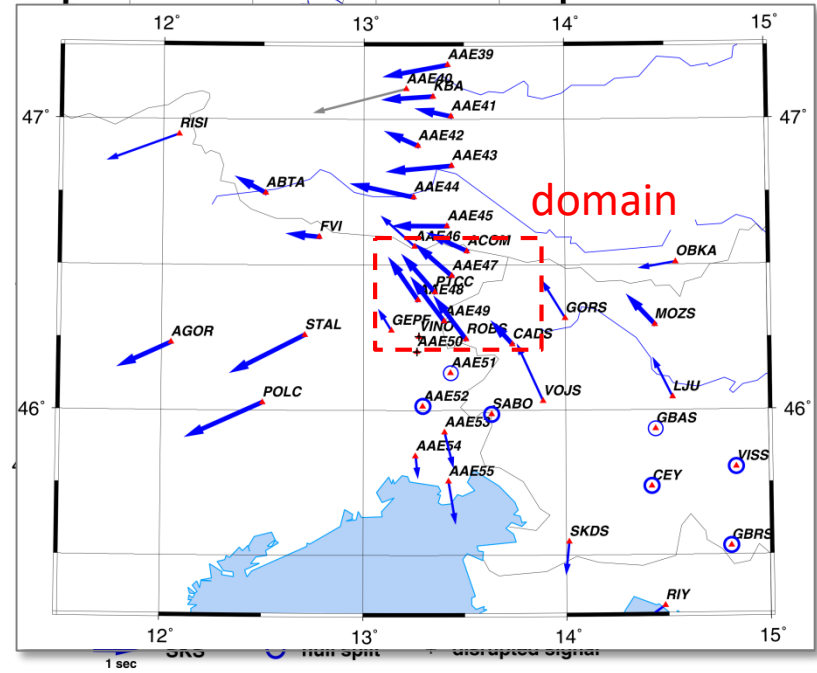 12° 13° 14° 15°
AAE39
AAE40
KBA
AAE41
47°
47°
RISI
AAE42
AAE43
ABTA
AAE44
domain
FVI
AAE45
AAE46
ACOM
OBKA
AAE47
PTCC
AAE48
GORS
MOZS
AAE49
GEPF
VINO
ROBS
CADS
AGOR
STAL
AAE50
AAE51
POLC
AAE52
SABO
VOJS
LJU
46°
46°
GBAS
AAE53
AAE54
VISS
AAE55
CEY
SKDS
GBRS
RIY
12° 13° 14° 15°
SKS null split disrupted signal
1 sec